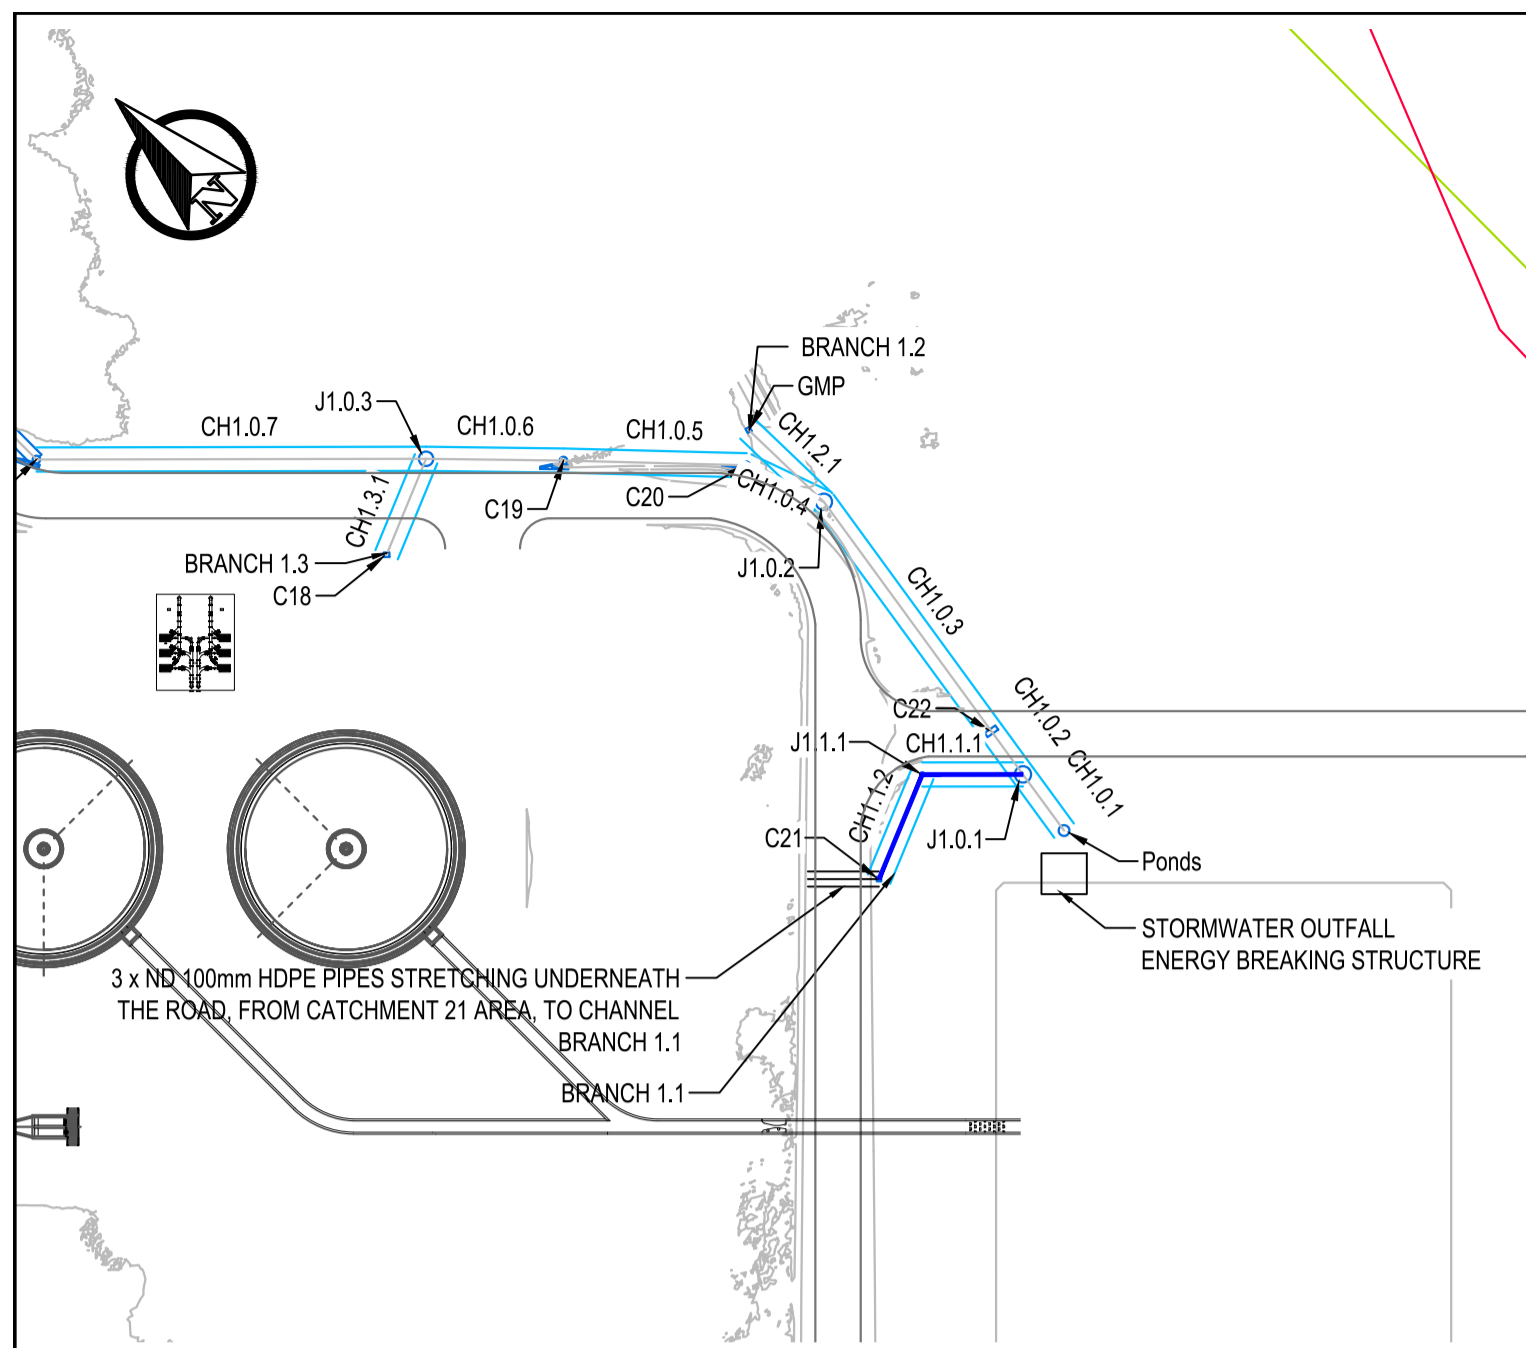 N
BRANCH 1.2
GMP
J1.0.3
CH1.0.7
CH1.0.6
CH1.0.5
CH1.2.1
CH1.0.4
C20
C19
CH1.3.1
BRANCH 1.3
C18
J1.0.2
CH1.0.3
C22
CH1.0.2
J1.1.1
CH1.1.1
CH1.0.1
CH1.1.2
C21
J1.0.1
Ponds
STORMWATER OUTFALL
ENERGY BREAKING STRUCTURE
3 x ND 100mm HDPE PIPES STRETCHING UNDERNEATH
THE ROAD, FROM CATCHMENT 21 AREA, TO CHANNEL
BRANCH 1.1
BRANCH 1.1